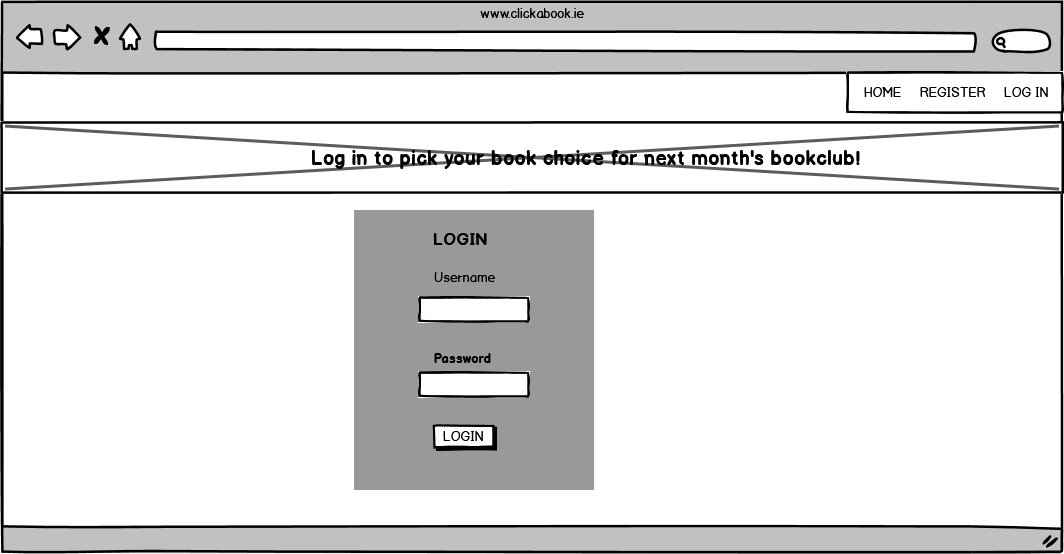 www.clickabook.ie
HOME REGISTER LOG IN
Log in to pick your book choice for next month's bookclub!
LOGIN
Username
Password
LOGIN